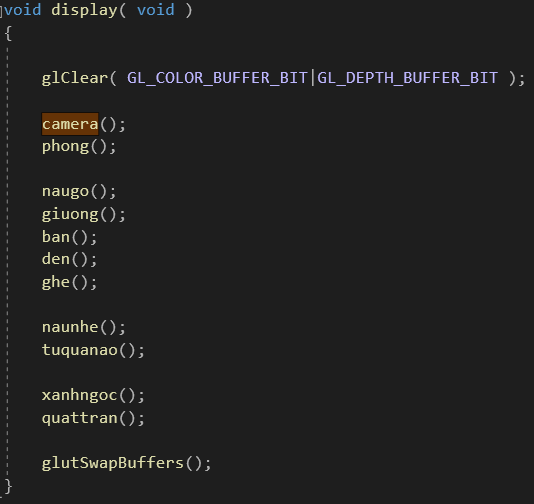 void display( void )
{
glClear( GL_COLOR_BUFFER_BIT|GL_DEPTH_BUFFER_BIT );
camera();
phong();
naugo();
giuong();
ban();
den();
ghe();
naunhe();
tuquanao();
xanhngoc();
quattran();
glutSwapBuffers();
}